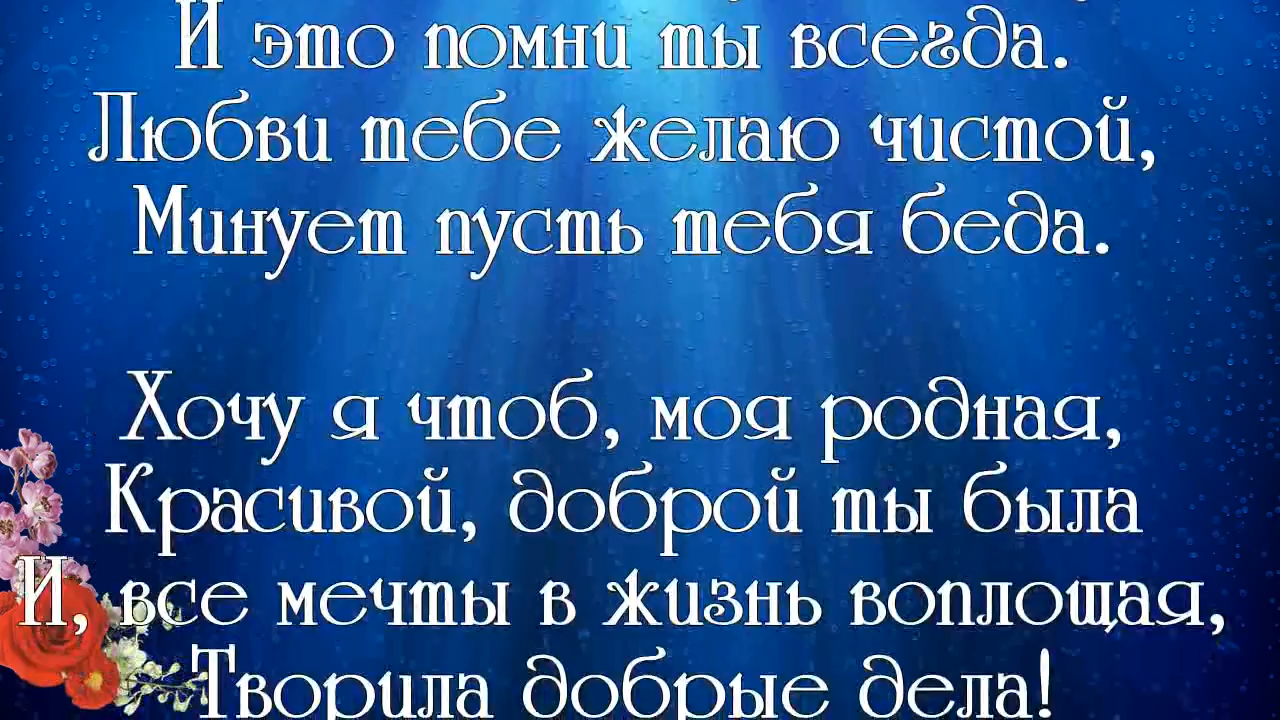 И это помни ты всегда.
Любви тебе желаю чистой,
Минует пусть тебя беда.
Хочу я чтоб, моя родная,
Красивой, доброй ты была
И, все мечты в жизнь воплощая,
Творила добрые дела!